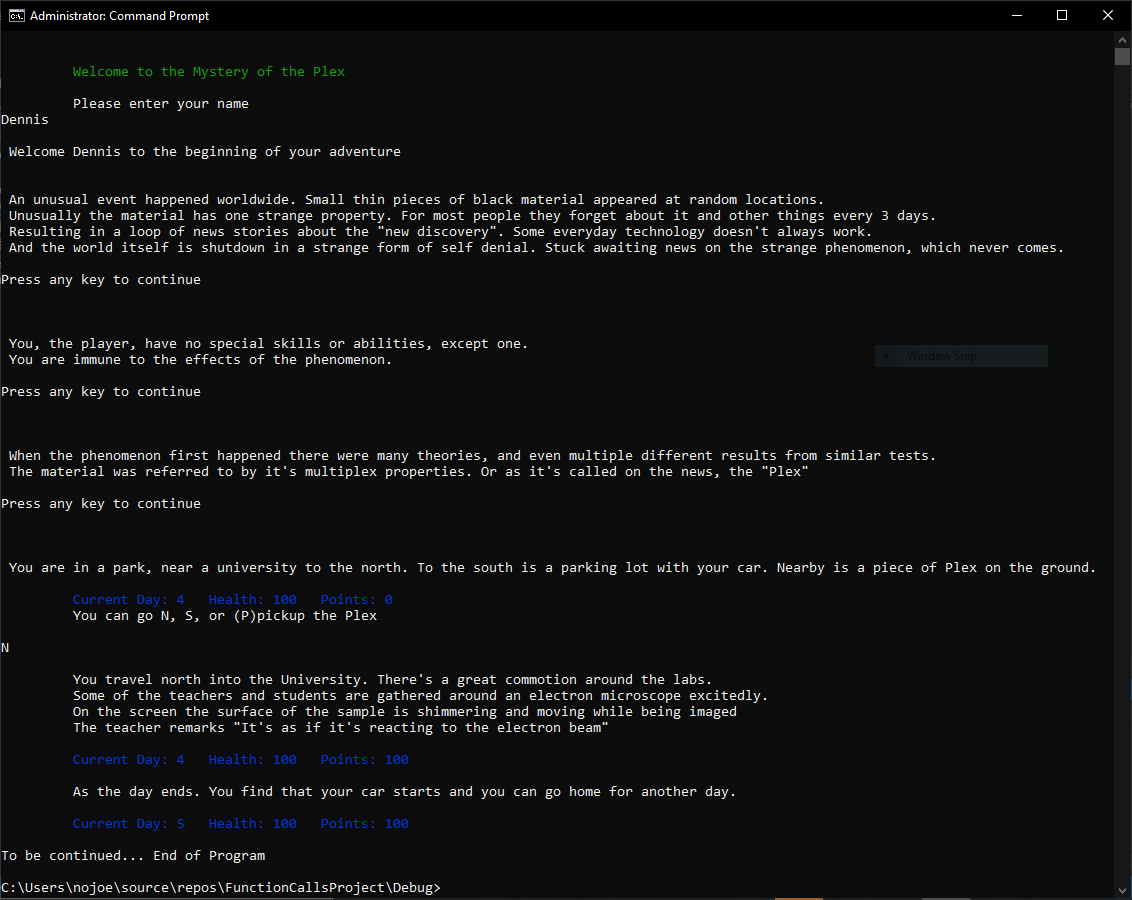 Administrator: Command Prompt
Welcome to the Mystery of the Plex
Please enter your name
Dennis
Welcome Dennis to the beginning of your adventure
An unusual event happened worldwide. Small thin pieces of black material appeared at random locations.
Unusually the material has one strange property. For most people they forget about it and other things every 3 days.
Resulting in a loop of news stories about the "new discovery". Some everyday technology doesn't always work.
And the world itself is shutdown in a strange form of self denial. Stuck awaiting news on the strange phenomenon, which never comes.
Press any key to continue
You, the player, have no special skills or abilities, except one.
You are immune to the effects of the phenomenon.
Window Snip
Press any key to continue
When the phenomenon first happened there were many theories, and even multiple different results from similar tests.
The material was referred to by it's multiplex properties. Or as it's called on the news, the "Plex"
Press any key to continue
You are in a park, near a university to the north. To the south is a parking lot with your car. Nearby is a piece of Plex on the ground.
Current Day: 4   Health: 100   Points: 0
You can go N, S, or (P)pickup the Plex
N
You travel north into the University. There's a great commotion around the labs.
Some of the teachers and students are gathered around an electron microscope excitedly.
On the screen the surface of the sample is shimmering and moving while being imaged
The teacher remarks "It's as if it's reacting to the electron beam"
Current Day: 4   Health: 100   Points: 100
As the day ends. You find that your car starts and you can go home for another day.
Current Day: 5   Health: 100   Points: 100
To be continued... End of Program
C:\Users\nojoe\source\repos\FunctionCallsProject\Debug>